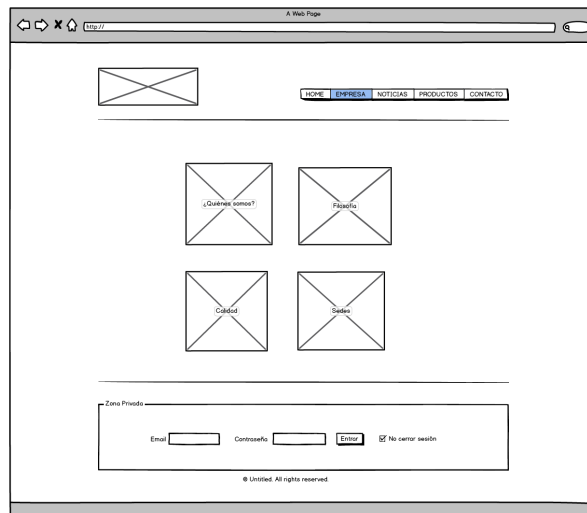 A Web Page
http://
HOME EMPRESA NOTICIAS PRODUCTOS CONTACTO
¿Quiénes somos? Filosofía
Calidad Sedes
Zona Privada
Email Contraseña Entrar No cerrar sesión
© Untitled. All rights reserved.